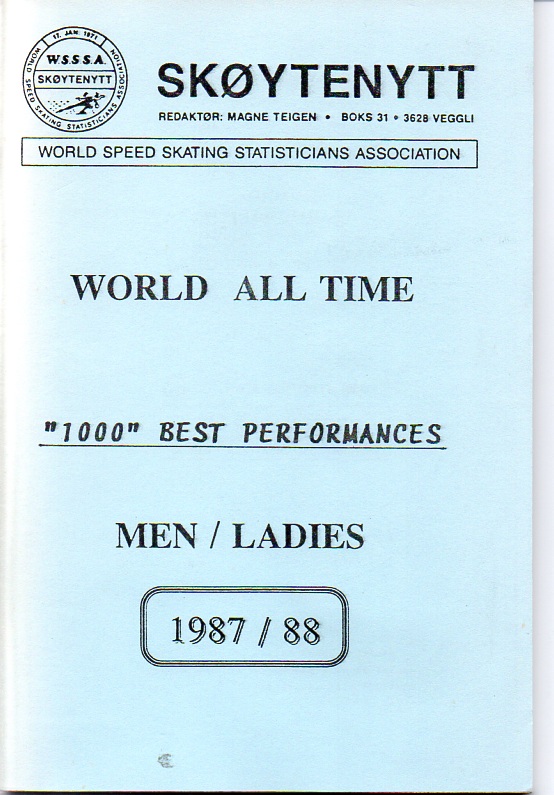 17. JAN. 1971
WORLD SPEED SKATING STATISTICIANS ASSOCIATION
W.S.S.S.A.
SKØYTENYTT
SKØYTENYTT
REDAKTØR: MAGNE TEIGEN • BOKS 31 • 3628 VEGGLI
WORLD SPEED SKATING STATISTICIANS ASSOCIATION
WORLD ALL TIME
"1000" BEST PERFORMANCES
MEN / LADIES
1987 / 88